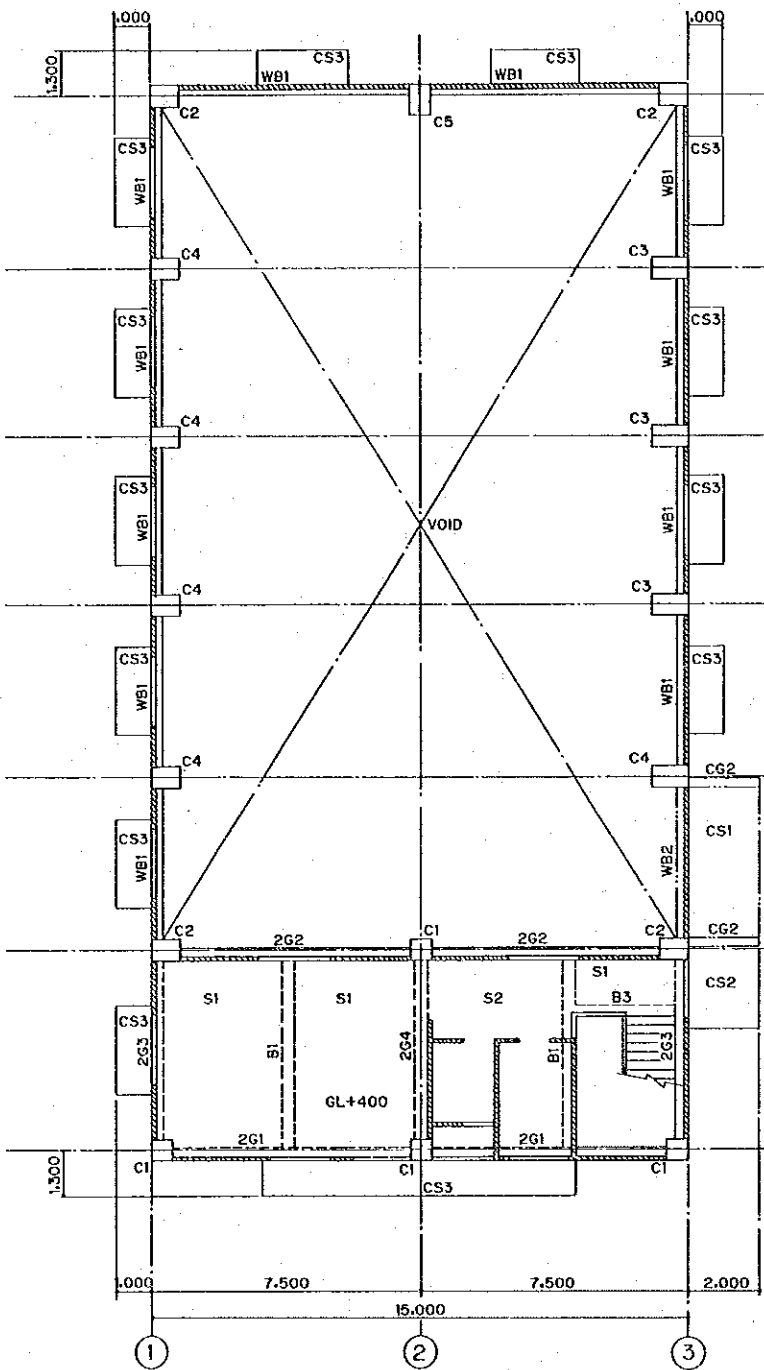 1.000
1.000
1.300
CS3
WB1
CS3
WB1
C2
C5
C2
CS3
WB1
WB1
CS3
C4
C3
CS3
WB1
WB1
CS3
C4
C3
CS3
WB1
WB1
CS3
VOID
C4
C3
CS3
WB1
WB1
CS3
C4
C4
CG2
CS3
WB1
WB2
CS1
C2
2G2
C1
2G2
C2
CG2
S1
S1
S2
S1
B3
CS2
CS3
2G3
B1
2G4
B1
2G3
GL+400
2G1
2G1
C1
C1
C1
1.300
CS3
1.000
7.500
7.500
2.000
15.000
1
2
3